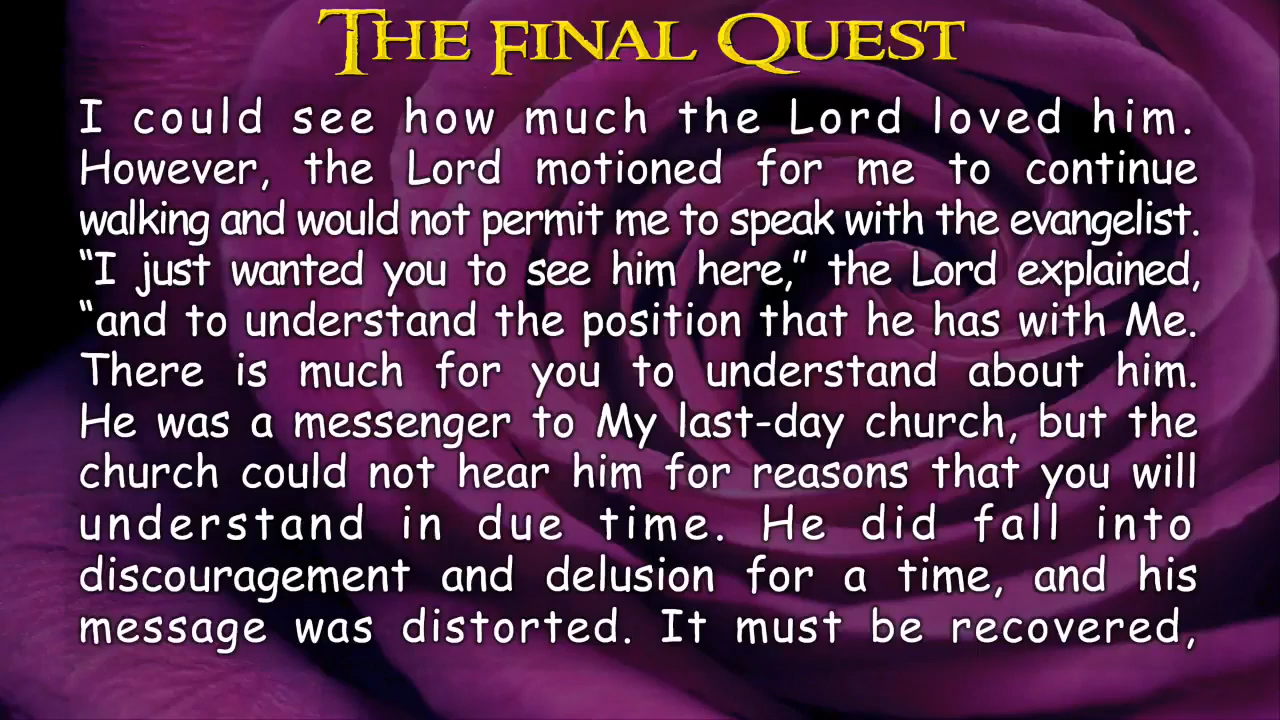 The Final Quest
I could see how much the Lord loved him.
However, the Lord motioned for me to continue
walking and would not permit me to speak with the evangelist.
“I just wanted you to see him here,” the Lord explained,
“and to understand the position that he has with Me.
There is much for you to understand about him.
He was a messenger to My last-day church, but the
church could not hear him for reasons that you will
understand in due time. He did fall into
discouragement and delusion for a time, and his
message was distorted. It must be recovered,